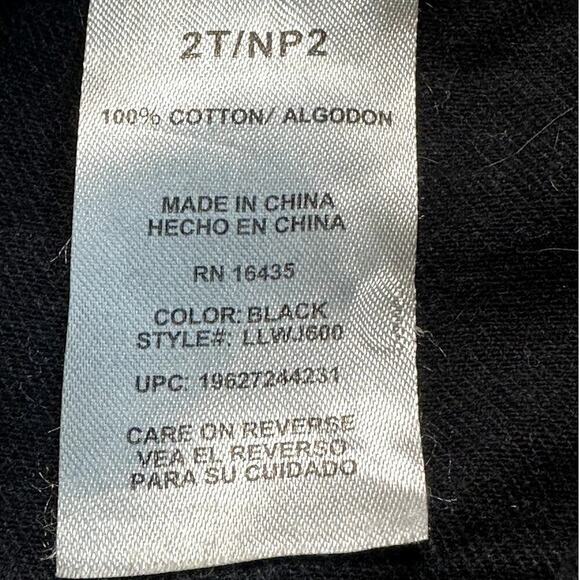 2T/NP2
100% COTTON/ ALGODON
MADE IN CHINA
HECHO EN CHINA
RN 16435
COLOR: BLACK
STYLE#: LLWJ600
UPC: 19627244231
CARE ON REVERSE
VEA EL REVERSO
PARA SU CUIDADO